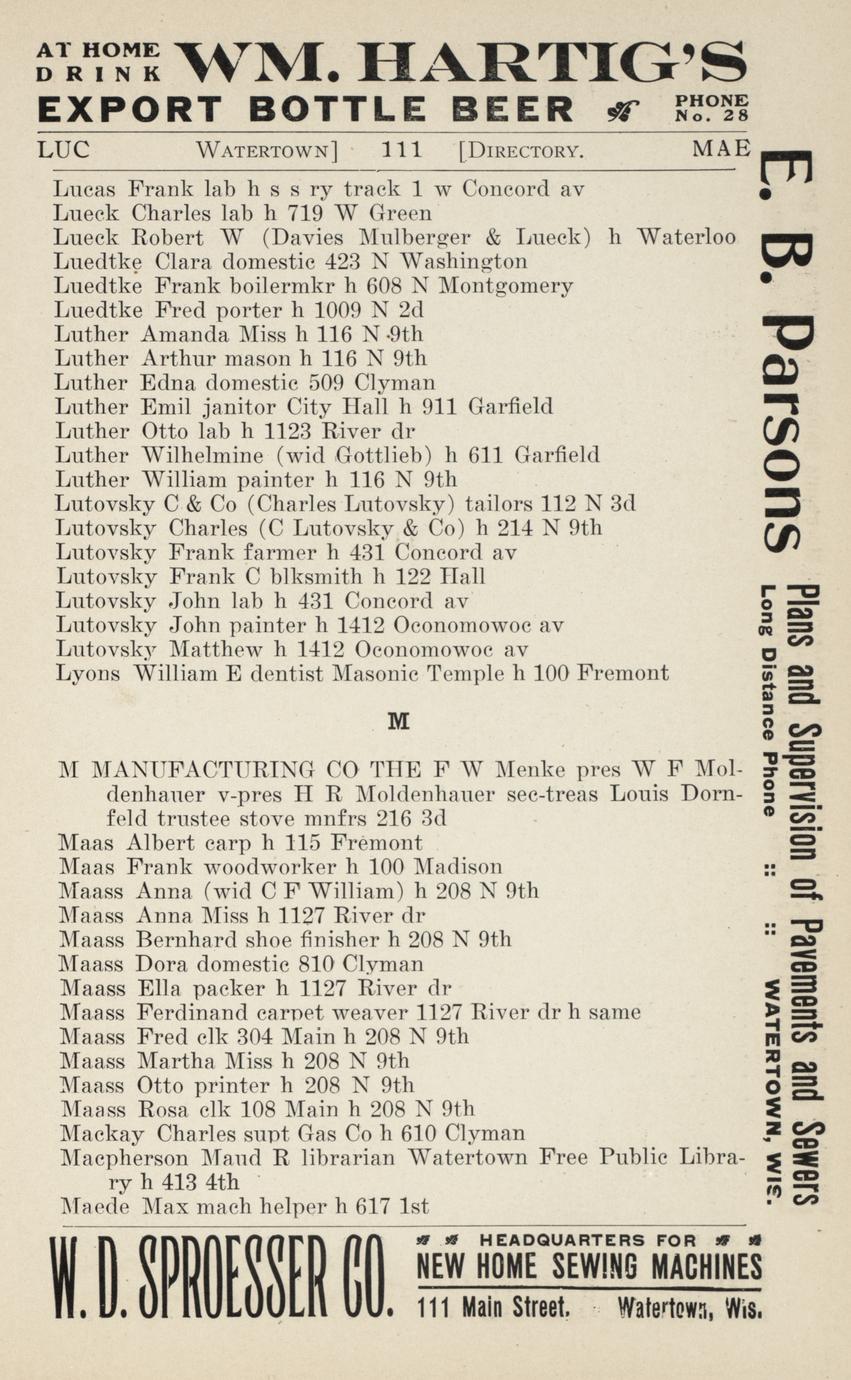 AT HOME DRINK WM. HARTIG'S
EXPORT BOTTLE BEER PHONE No. 28
LUC WATERTOWN] 111 [DIRECTORY. MAE
Lucas Frank lab h s s ry track 1 w Concord av
Lueck Charles lab h 719 W Green
Lueck Robert W (Davies Mulberger & Lueck) h Waterloo
Luedtke Clara domestic 423 N Washington
Luedtke Frank boilermkr h 608 N Montgomery
Luedtke Fred porter h 1009 N 2d
Luther Amanda Miss h 116 N 9th
Luther Arthur mason h 116 N 9th
Luther Edna domestic 509 Clyman
Luther Emil janitor City Hall h 911 Garfield
Luther Otto lab h 1123 River dr
Luther Wilhelmine (wid Gottlieb) h 611 Garfield
Luther William painter h 116 N 9th
Lutovsky C & Co (Charles Lutovsky) tailors 112 N 3d
Lutovsky Charles (C Lutovsky & Co) h 214 N 9th
Lutovsky Frank farmer h 431 Concord av
Lutovsky Frank C blksmith h 122 Hall
Lutovsky John lab h 431 Concord av
Lutovsky John painter h 1412 Oconomowoc av
Lutovsky Matthew h 1412 Oconomowoc av
Lyons William E dentist Masonic Temple h 100 Fremont
M
M MANUFACTURING CO THE F W Menke pres W F Mol-
denhauer v-pres H R Moldenhauer sec-treas Louis Dorn-
feld trustee stove mnfrs 216 3d
Maas Albert carp h 115 Fremont
Maas Frank woodworker h 100 Madison
Maass Anna (wid C F William) h 208 N 9th
Maass Anna Miss h 1127 River dr
Maass Bernhard shoe finisher h 208 N 9th
Maass Dora domestic 810 Clyman
Maass Ella packer h 1127 River dr
Maass Ferdinand carpet weaver 1127 River dr h same
Maass Fred clk 304 Main h 208 N 9th
Maass Martha Miss h 208 N 9th
Maass Otto printer h 208 N 9th
Maass Rosa clk 108 Main h 208 N 9th
Mackay Charles supt Gas Co h 610 Clyman
Macpherson Maud R librarian Watertown Free Public Libra-
ry h 413 4th
Maede Max mach helper h 617 1st
E. B. Parsons
Plans and Supervision of Pavements and Sewers
Long Distance Phone :: :: WATERTOWN, WIS.
W. D. SPROESSER CO.
HEADQUARTERS FOR
NEW HOME SEWING MACHINES
111 Main Street. Watertown, Wis.